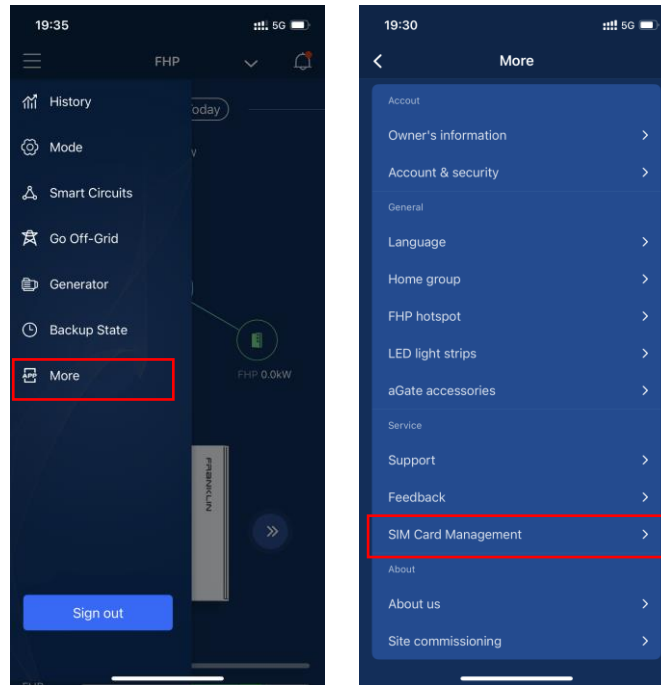 19:35
5G
FHP
History
oday)
Mode
Smart Circuits
Go Off-Grid
Generator
Backup State
APP
More
FHP 0.0kW
FRANKLIN
Sign out
19:30
5G
More
Accout
Owner's information
Account & security
General
Language
Home group
FHP hotspot
LED light strips
aGate accessories
Service
Support
Feedback
SIM Card Management
About
About us
Site commissioning